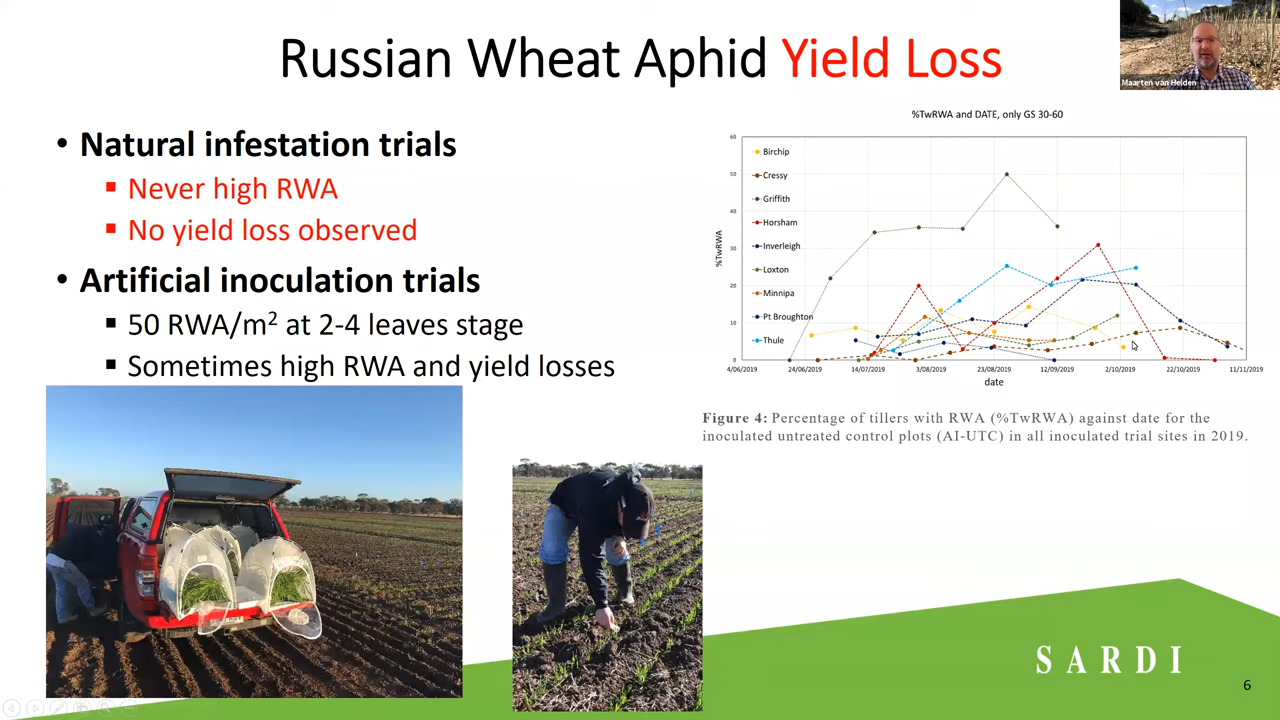 Russian Wheat Aphid Yield Loss
Maarten van Helden
• Natural infestation trials
▪ Never high RWA
▪ No yield loss observed
• Artificial inoculation trials
▪ 50 RWA/m² at 2-4 leaves stage
▪ Sometimes high RWA and yield losses
%TwRWA and DATE, only GS 30-60
60
50
40
30
20
10
0
%TwRWA
Birchip
Cressy
Griffith
Horsham
Inverleigh
Loxton
Minnipa
Pt Broughton
Thule
4/06/2019 24/06/2019 14/07/2019 3/08/2019 23/08/2019 12/09/2019 2/10/2019 22/10/2019 11/11/2019
date
Figure 4: Percentage of tillers with RWA (%TwRWA) against date for the
inoculated untreated control plots (AI-UTC) in all inoculated trial sites in 2019.
SARDI
6